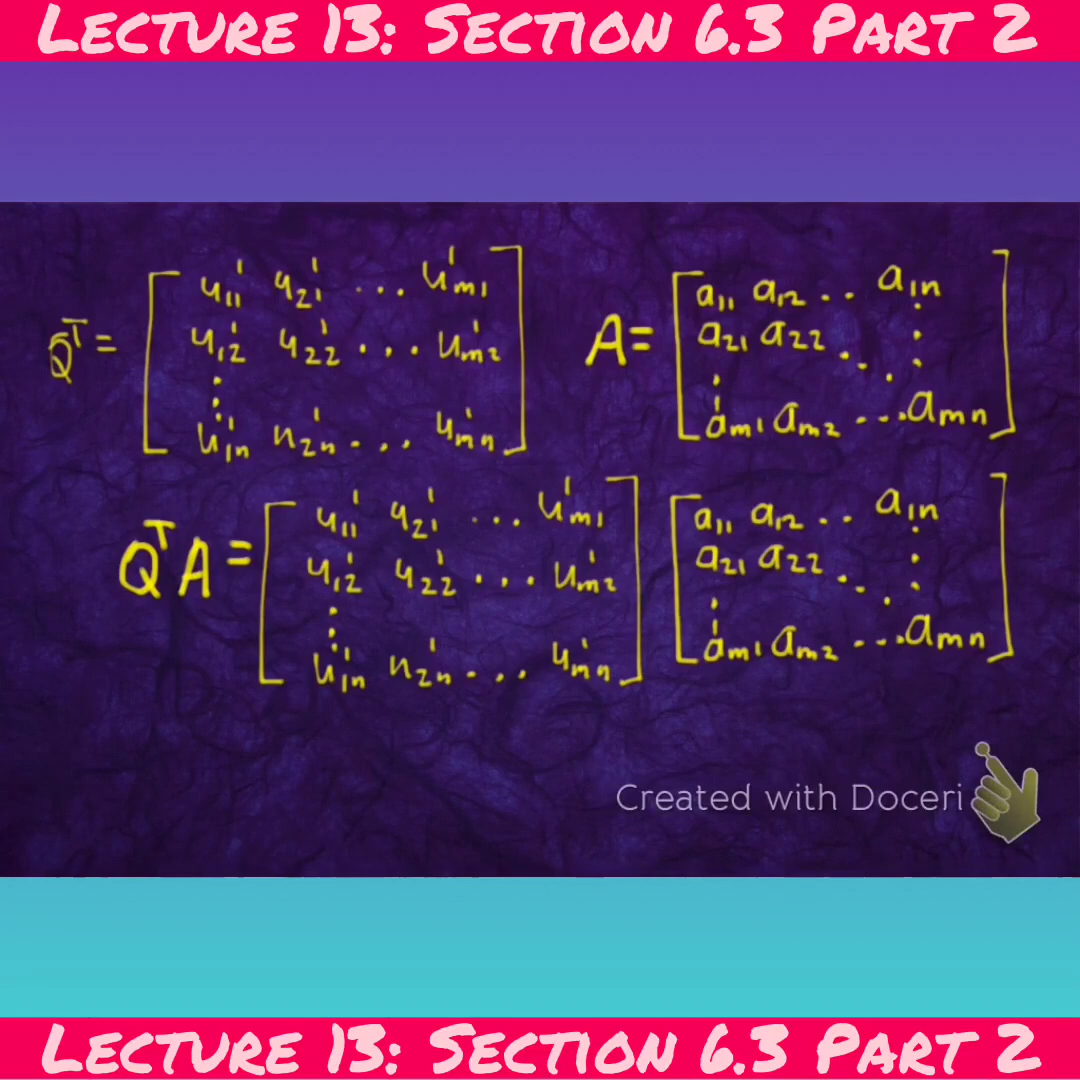 Lecture 13: Section 6.3 Part 2
Qᵀ = [ u'₁₁ u'₂₁ ... u'ₘ₁ A = [ a₁₁ a₁₂ .. a₁ₙ
u'₁₂ u'₂₂ ... u'ₘ₂ a₂₁ a₂₂ . . :
: 
u'₁ₙ u'₂ₙ ... u'ₘₙ ] aₘ₁ aₘ₂ ... aₘₙ ]
QᵀA = [ u'₁₁ u'₂₁ ... u'ₘ₁ [ a₁₁ a₁₂ .. a₁ₙ
u'₁₂ u'₂₂ ... u'ₘ₂ a₂₁ a₂₂ . . :
: 
u'₁ₙ u'₂ₙ ... u'ₘₙ ] aₘ₁ aₘ₂ ... aₘₙ ]
Created with Doceri
Lecture 13: Section 6.3 Part 2